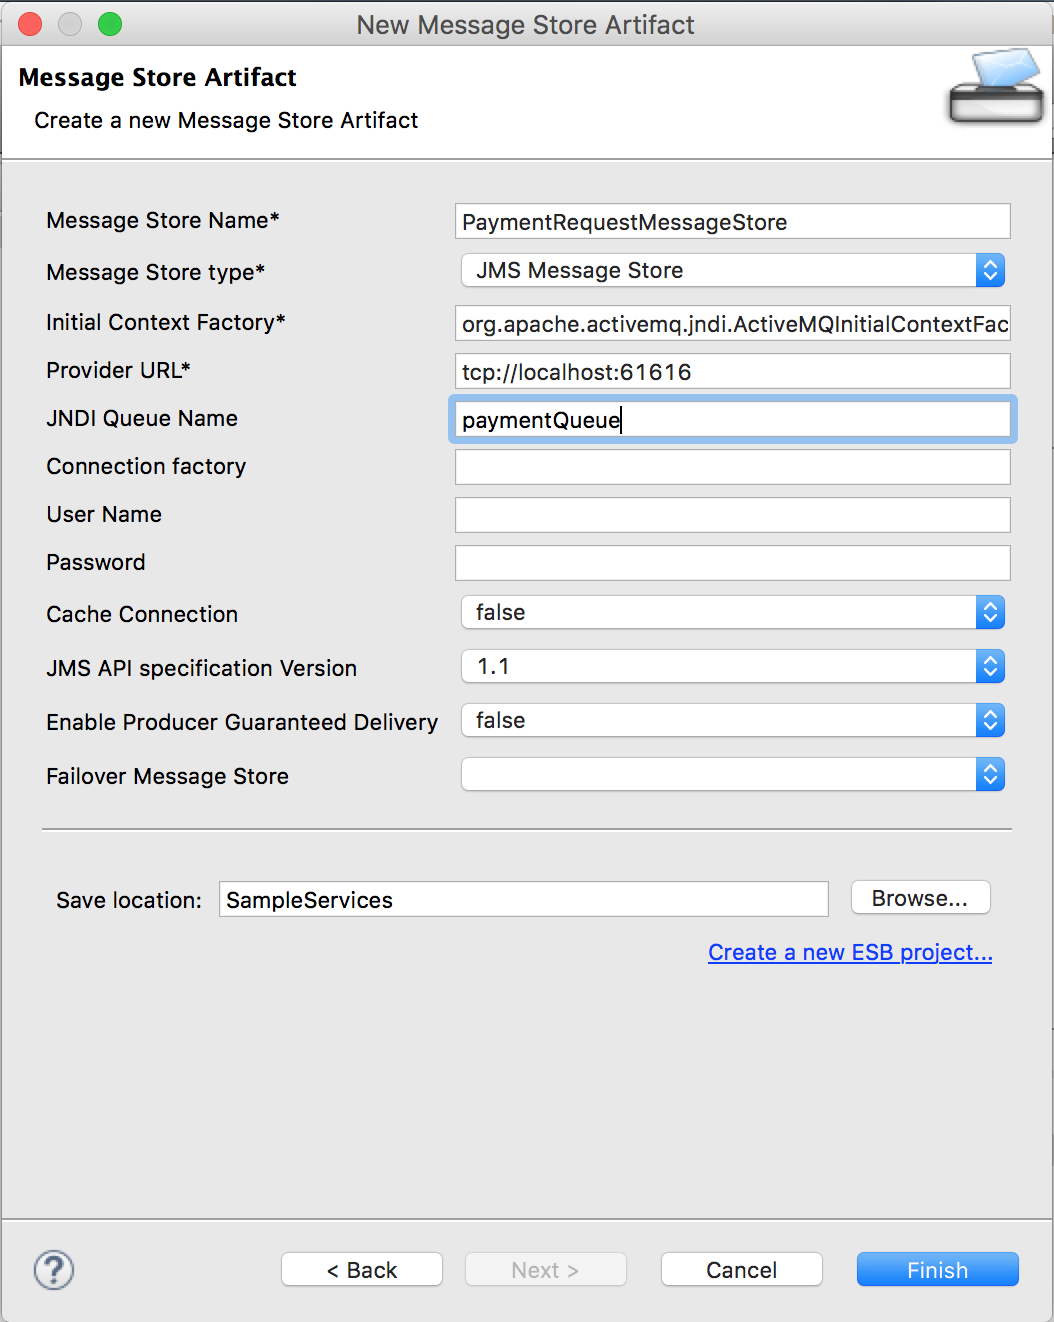 New Message Store Artifact
Message Store Artifact
Create a new Message Store Artifact
Message Store Name* PaymentRequestMessageStore
Message Store type* JMS Message Store
Initial Context Factory* org.apache.activemq.jndi.ActiveMQInitialContextFac
Provider URL* tcp://localhost:61616
JNDI Queue Name paymentQueue
Connection factory
User Name
Password
Cache Connection false
JMS API specification Version 1.1
Enable Producer Guaranteed Delivery false
Failover Message Store
Save location: SampleServices Browse...
Create a new ESB project...
? < Back Next > Cancel Finish